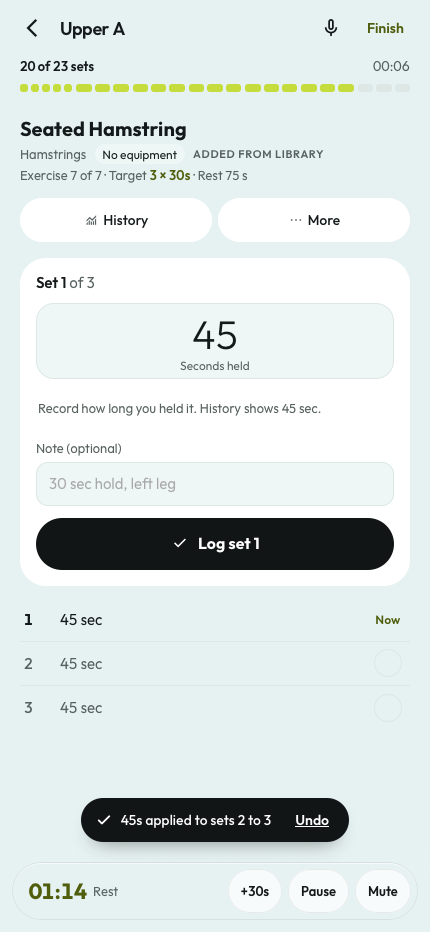 Upper A
Finish
20 of 23 sets
00:06
Seated Hamstring
Hamstrings No equipment ADDED FROM LIBRARY
Exercise 7 of 7 · Target 3 × 30s · Rest 75 s
History
More
Set 1 of 3
45
Seconds held
Record how long you held it. History shows 45 sec.
Note (optional)
30 sec hold, left leg
Log set 1
1 45 sec Now
2 45 sec
3 45 sec
45s applied to sets 2 to 3 Undo
01:14 Rest +30s Pause Mute